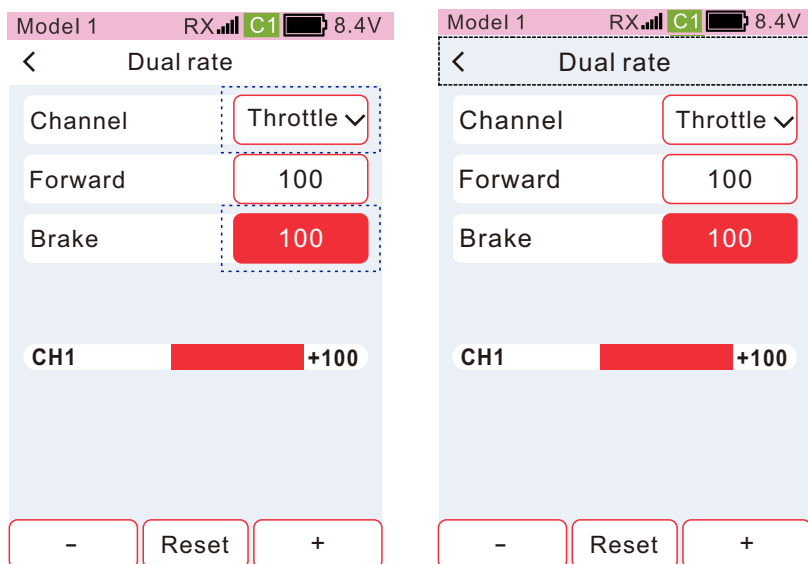 Model 1 RX C1 8.4V
< Dual rate
Channel Throttle
Forward 100
Brake 100
CH1 +100
- Reset +
Model 1 RX C1 8.4V
< Dual rate
Channel Throttle
Forward 100
Brake 100
CH1 +100
- Reset +